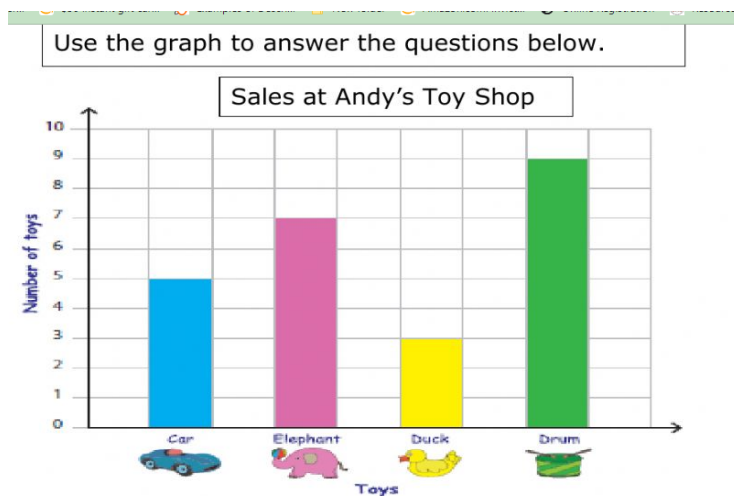 Use the graph to answer the questions below.
Sales at Andy's Toy Shop
10
9
8
7
6
5
4
3
2
1
0
Number of toys
Car Elephant Duck Drum
Toys